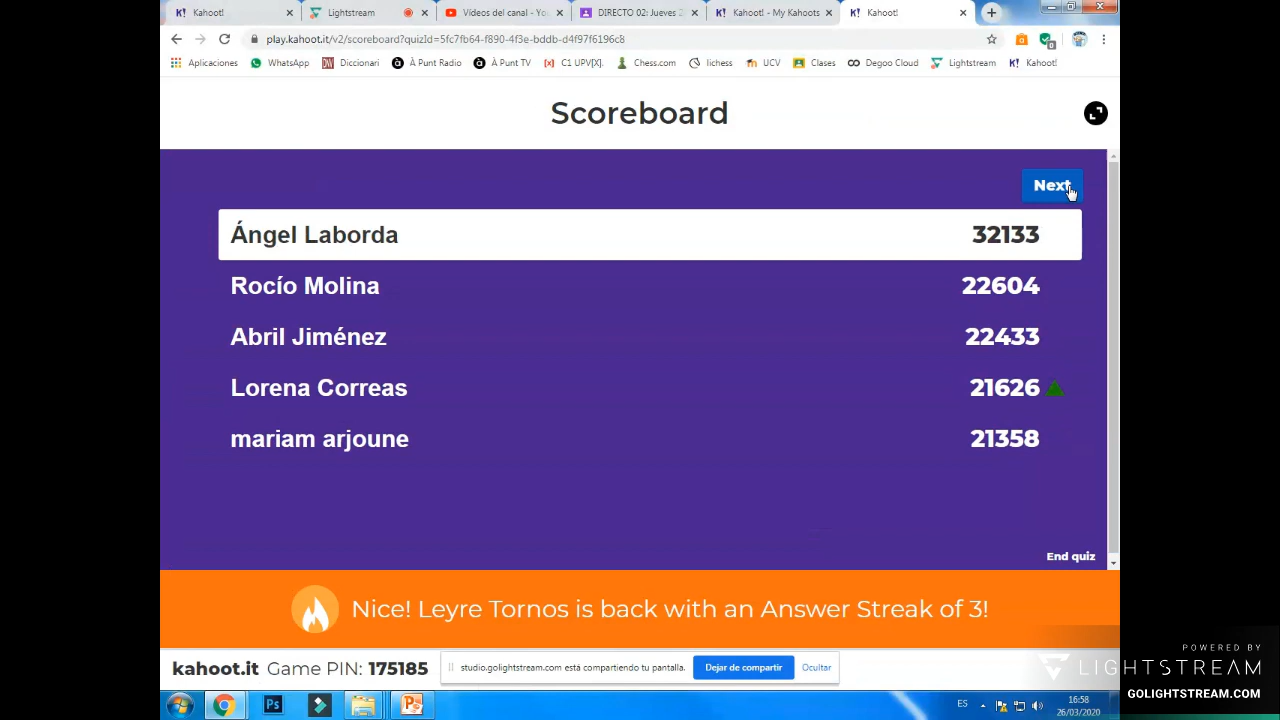 Kahoot!
Lightstream
Vídeos del canal - Yo
DIRECTO 02: Jueves 2
Kahoot! - My Kahoots
Kahoot!
play.kahoot.it/v2/scoreboard?quizId=5fc7fb64-f890-4f3e-bddb-d4f97f6196c8
Aplicaciones
WhatsApp
Diccionari
À Punt Radio
À Punt TV
C1 UPV[X].
Chess.com
lichess
UCV
Clases
Degoo Cloud
Lightstream
Kahoot!
Scoreboard
Next
Ángel Laborda 32133
Rocío Molina 22604
Abril Jiménez 22433
Lorena Correas 21626
mariam arjoune 21358
End quiz
Nice! Leyre Tornos is back with an Answer Streak of 3!
kahoot.it Game PIN: 175185
studio.golightstream.com está compartiendo tu pantalla.
Dejar de compartir
Ocultar
POWERED BY
LIGHTSTREAM
GOLIGHTSTREAM.COM
ES
16:58
26/03/2020